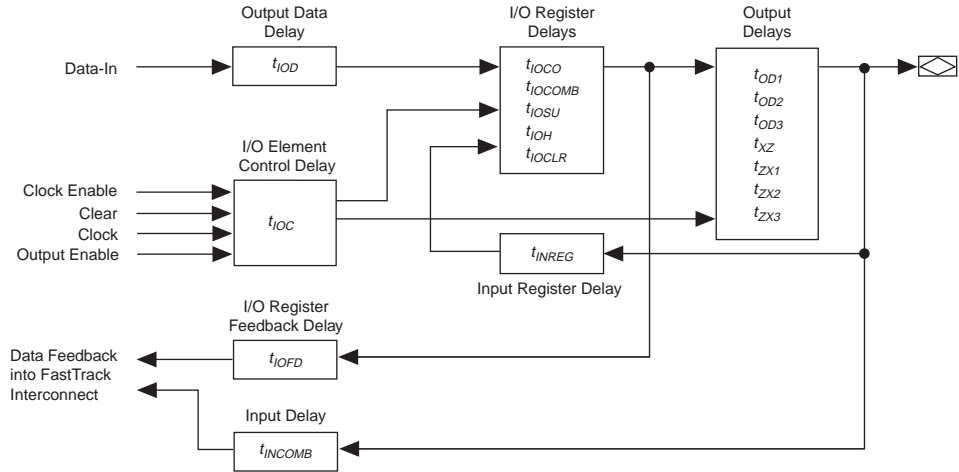 Output Data
Delay
I/O Register
Delays
Output
Delays
Data-In
tIOD
tIOCO
tIOCOMB
tIOSU
tIOH
tIOCLR
tOD1
tOD2
tOD3
tXZ
tZX1
tZX2
tZX3
I/O Element
Control Delay
Clock Enable
Clear
Clock
Output Enable
tIOC
tINREG
Input Register Delay
I/O Register
Feedback Delay
Data Feedback
into FastTrack
Interconnect
tIOFD
Input Delay
tINCOMB